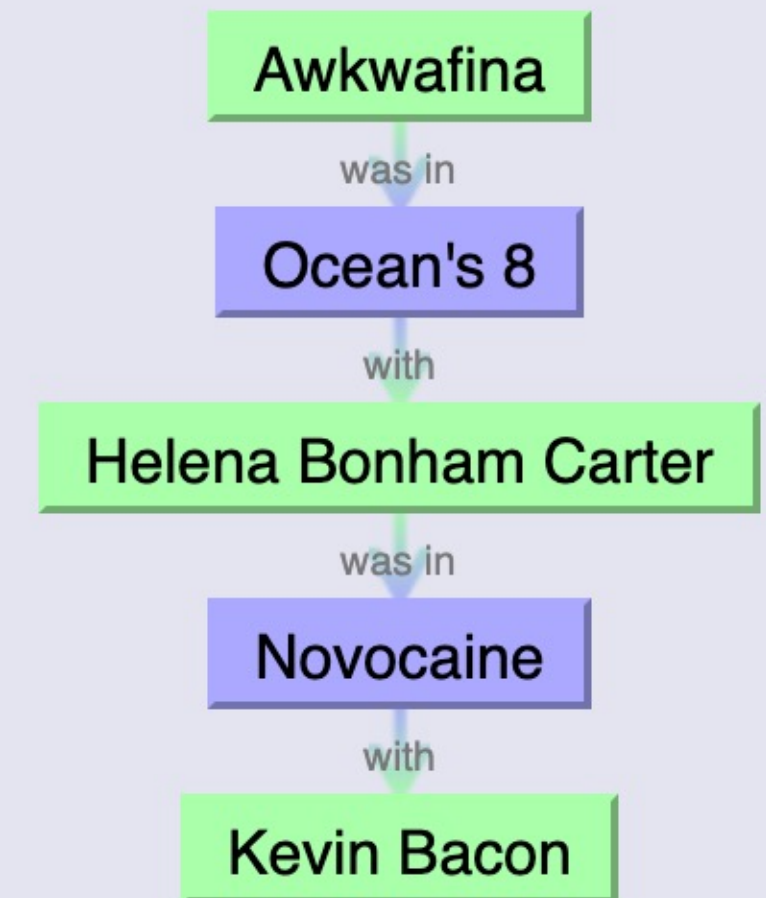 Awkwafina
was in
Ocean's 8
with
Helena Bonham Carter
was in
Novocaine
with
Kevin Bacon